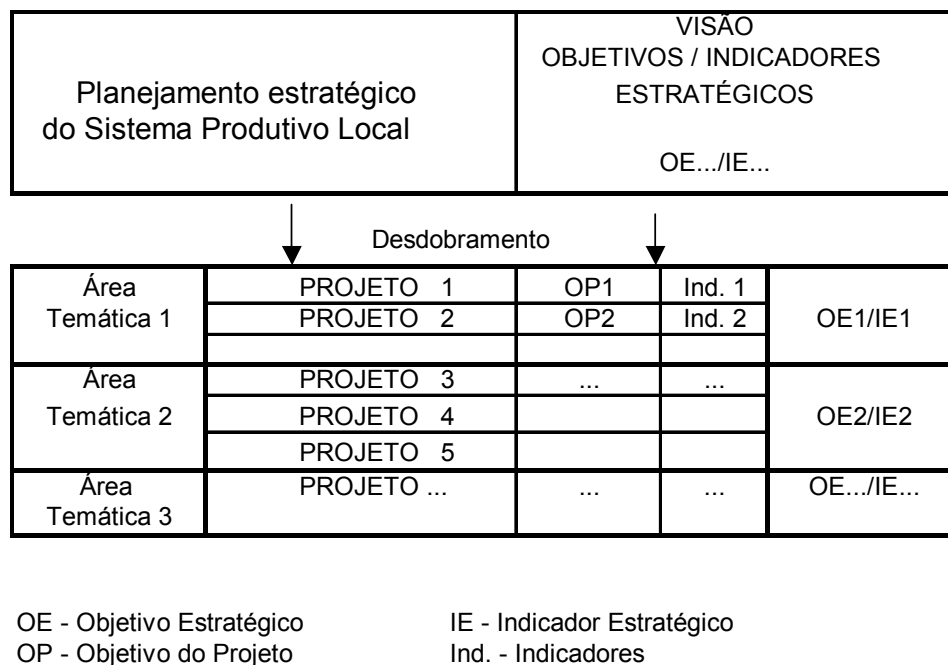 Planejamento estratégico
do Sistema Produtivo Local
VISÃO
OBJETIVOS / INDICADORES
ESTRATÉGICOS
OE.../IE...
Desdobramento
Área
Temática 1
PROJETO 1 OP1 Ind. 1
PROJETO 2 OP2 Ind. 2
OE1/IE1
Área
Temática 2
PROJETO 3 ... ...
PROJETO 4
PROJETO 5
OE2/IE2
Área
Temática 3
PROJETO ... ... ... OE.../IE...
OE - Objetivo Estratégico IE - Indicador Estratégico
OP - Objetivo do Projeto Ind. - Indicadores